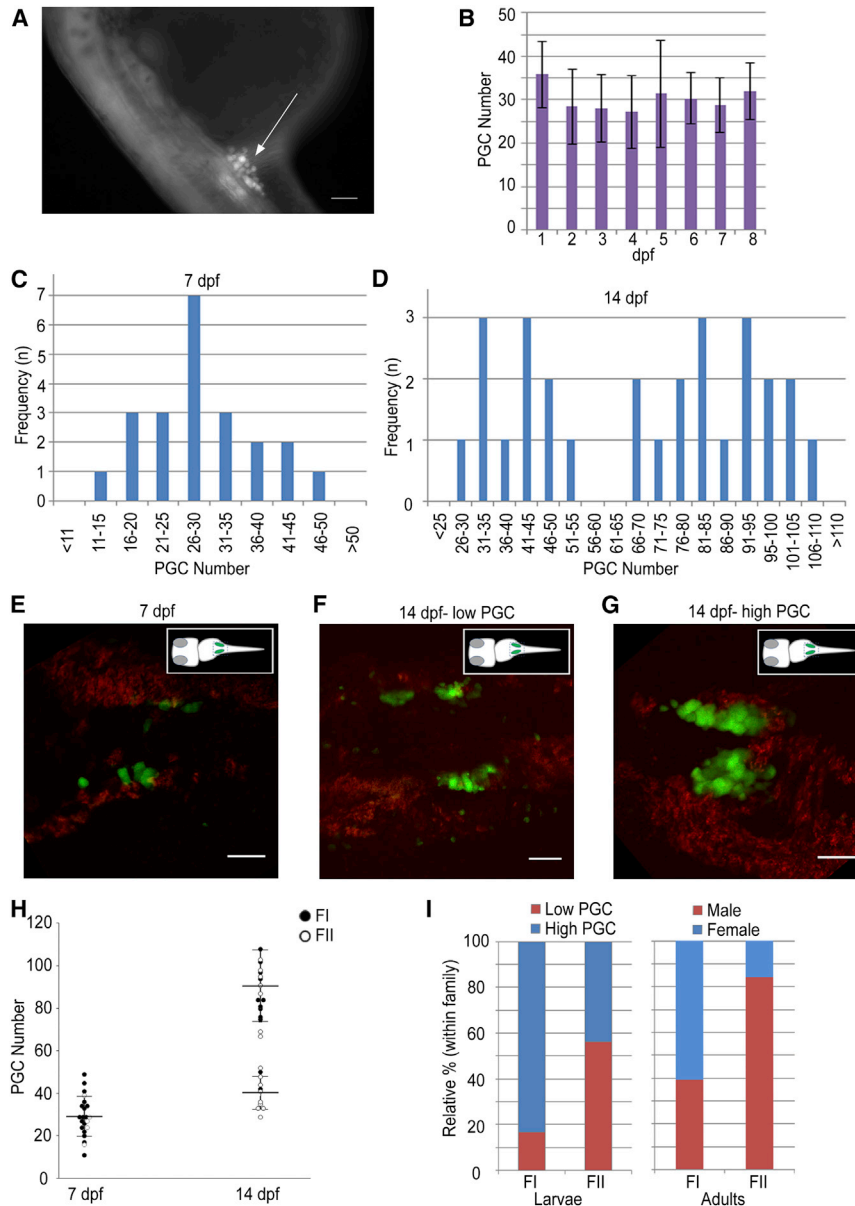 A
B
PGC Number
50
30
30
20
10
0
1 2 3 4 5 6 7 8
dpf
C
7 dpf
Frequency (n)
7
6
5
4
3
2
1
0
<11
11-15
16-20
21-25
26-30
31-35
36-40
41-45
46-50
>50
PGC Number
D
14 dpf
Frequency (n)
3
2
1
0
<25
26-30
31-35
36-40
41-45
46-50
51-55
56-60
61-65
66-70
71-75
76-80
81-85
86-90
91-95
95-100
101-105
106-110
>110
PGC Number
E
7 dpf
F
14 dpf- low PGC
G
14 dpf- high PGC
H
PGC Number
120
100
80
60
40
20
0
7 dpf
14 dpf
FI
FII
I
Low PGC
High PGC
Male
Female
Relative % (within family)
100
80
60
40
20
0
FI FII
Larvae
FI FII
Adults